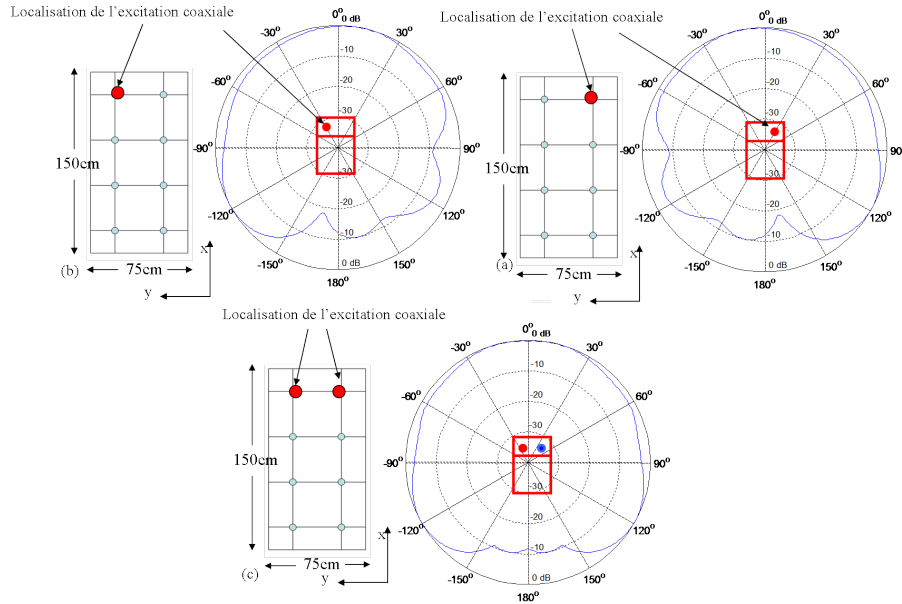 Localisation de l'excitation coaxiale
150cm
75cm
(b)
x
y
0°
0 dB
-10
-20
-30
-30
-20
-10
0 dB
30°
60°
90°
120°
150°
180°
-150°
-120°
-90°
-60°
-30°
Localisation de l'excitation coaxiale
150cm
75cm
(a)
x
y
0°
0 dB
-10
-20
-30
-30
-20
-10
0 dB
30°
60°
90
120°
150°
180°
-150°
-120°
-90°
-60°
-30°
Localisation de l'excitation coaxiale
150cm
75cm
(c)
x
y
0°
0 dB
-10
-20
-30
-30
-20
-10
0 dB
30°
60°
90°
120°
150°
180°
-150°
-120°
-90°
-60°
-30°